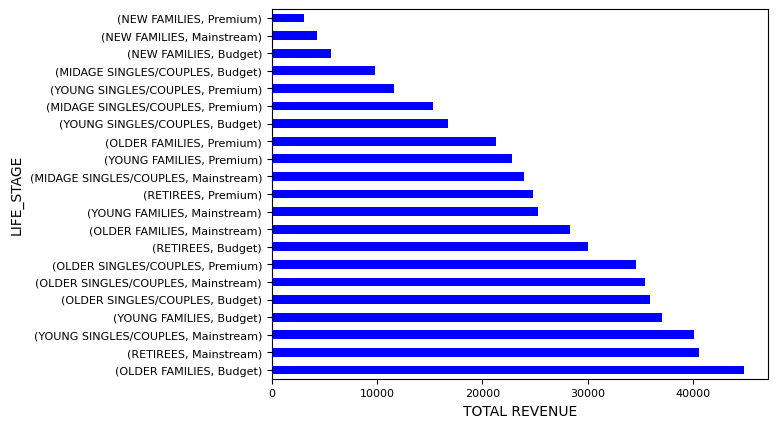 (NEW FAMILIES, Premium)
(NEW FAMILIES, Mainstream)
(NEW FAMILIES, Budget)
(MIDAGE SINGLES/COUPLES, Budget)
(YOUNG SINGLES/COUPLES, Premium)
(MIDAGE SINGLES/COUPLES, Premium)
(YOUNG SINGLES/COUPLES, Budget)
(OLDER FAMILIES, Premium)
(YOUNG FAMILIES, Premium)
(MIDAGE SINGLES/COUPLES, Mainstream)
(RETIREES, Premium)
(YOUNG FAMILIES, Mainstream)
(OLDER FAMILIES, Mainstream)
(RETIREES, Budget)
(OLDER SINGLES/COUPLES, Premium)
(OLDER SINGLES/COUPLES, Mainstream)
(OLDER SINGLES/COUPLES, Budget)
(YOUNG FAMILIES, Budget)
(YOUNG SINGLES/COUPLES, Mainstream)
(RETIREES, Mainstream)
(OLDER FAMILIES, Budget)
LIFE_STAGE
0 10000 20000 30000 40000
TOTAL REVENUE